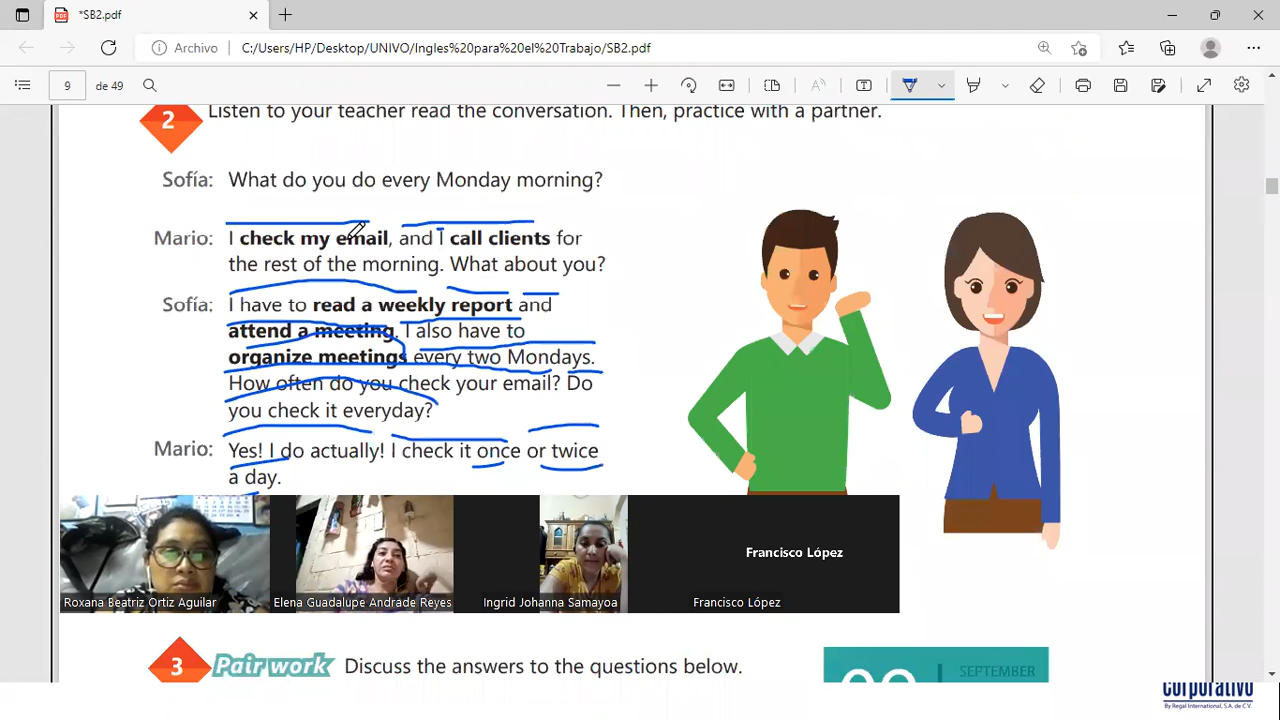 *SB2.pdf
Archivo
C:/Users/HP/Desktop/UNIVO/Ingles%20para%20el%20Trabajo/SB2.pdf
9 de 49
2 Listen to your teacher read the conversation. Then, practice with a partner.
Sofía: What do you do every Monday morning?
Mario: I check my email, and I call clients for
the rest of the morning. What about you?
Sofía: I have to read a weekly report and
attend a meeting. I also have to
organize meetings every two Mondays.
How often do you check your email? Do
you check it everyday?
Mario: Yes! I do actually! I check it once or twice
a day.
Francisco López
Roxana Beatriz Ortiz Aguilar
Elena Guadalupe Andrade Reyes
Ingrid Johanna Samayoa
Francisco López
3 Pair work Discuss the answers to the questions below.
SEPTEMBER
Corporativo
By Regal International, S.A. de C.V.